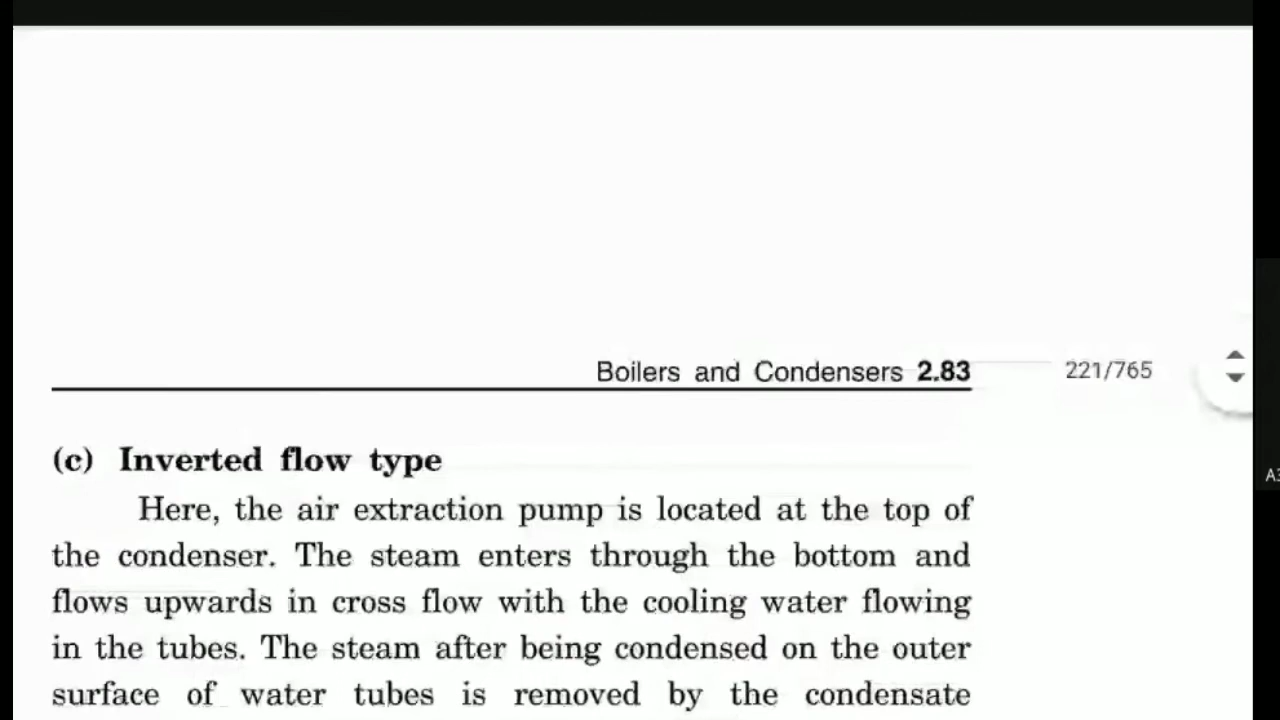 Boilers and Condensers 2.83
221/765
(c) Inverted flow type
Here, the air extraction pump is located at the top of
the condenser. The steam enters through the bottom and
flows upwards in cross flow with the cooling water flowing
in the tubes. The steam after being condensed on the outer
surface of water tubes is removed by the condensate